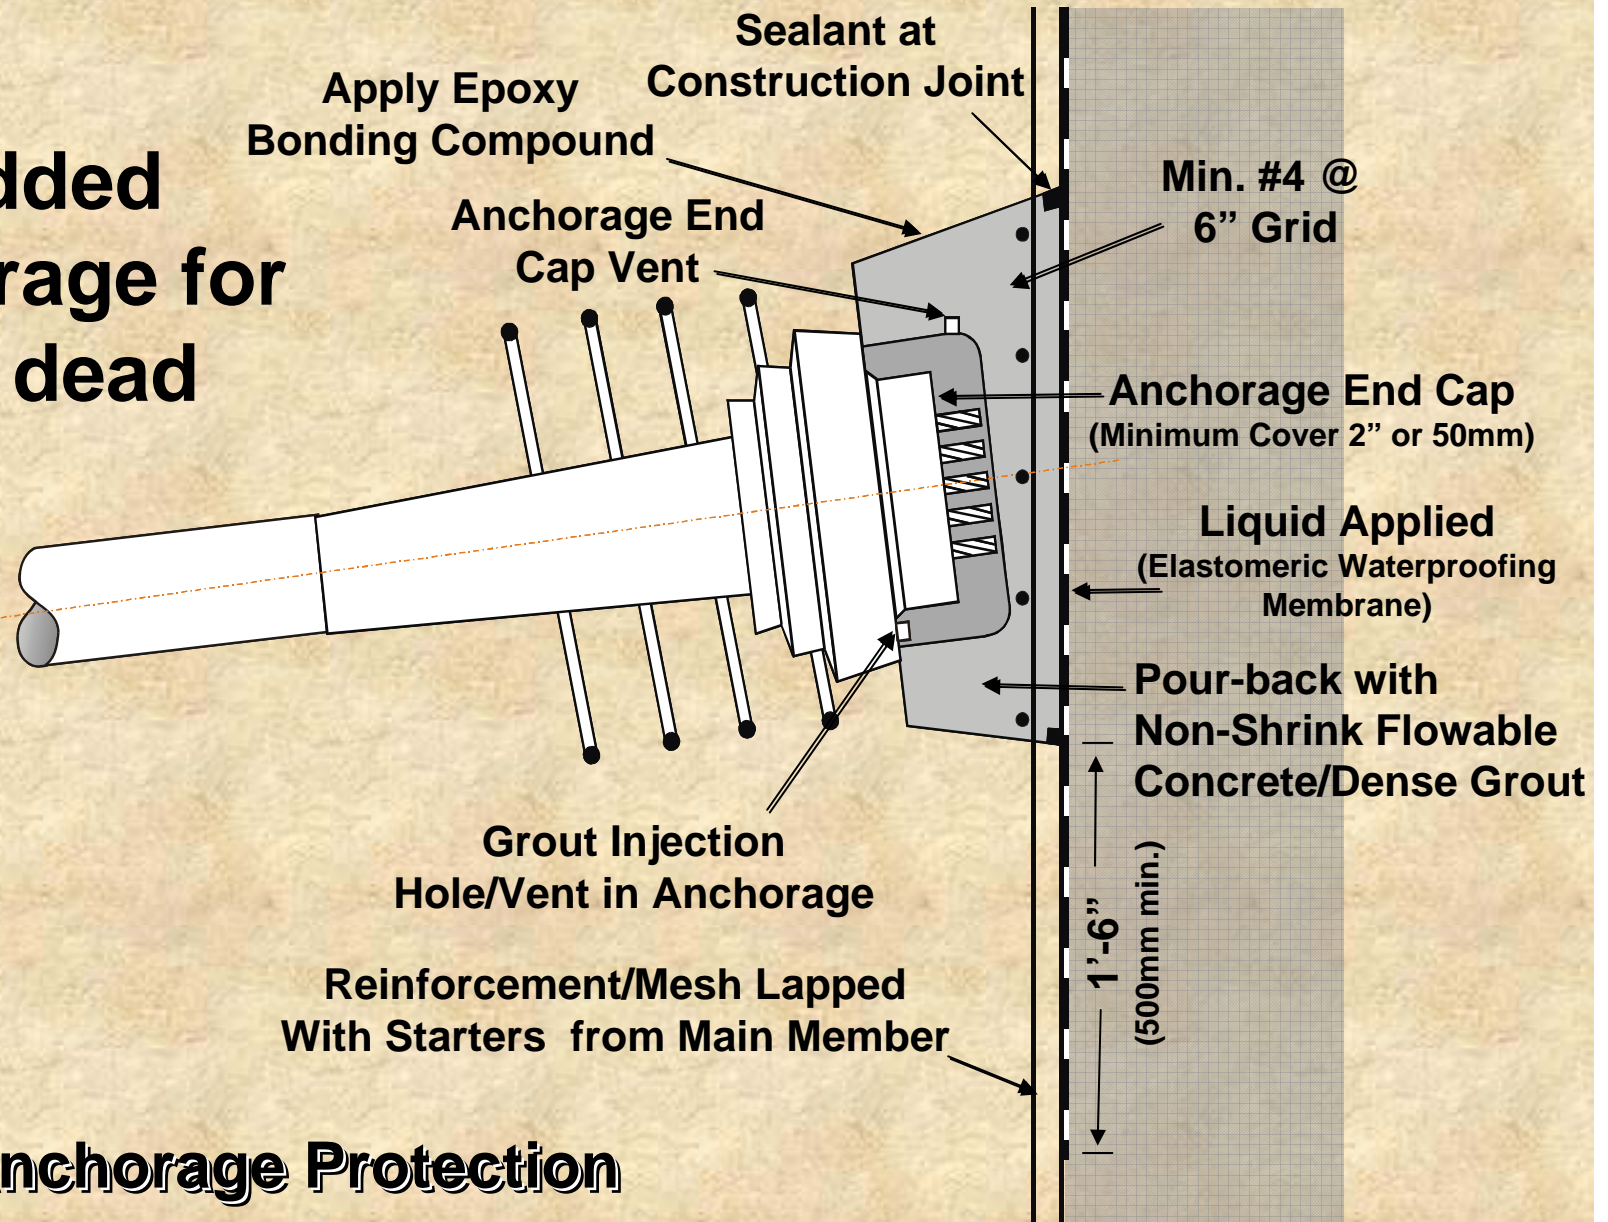 Sealant at
Construction Joint
Apply Epoxy
Bonding Compound
dded
rage for
dead
Anchorage End
Cap Vent
Min. #4 @
6” Grid
Anchorage End Cap
(Minimum Cover 2” or 50mm)
Liquid Applied
(Elastomeric Waterproofing
Membrane)
Pour-back with
Non-Shrink Flowable
Concrete/Dense Grout
Grout Injection
Hole/Vent in Anchorage
1’-6”
(500mm min.)
Reinforcement/Mesh Lapped
With Starters from Main Member
nchorage Protection